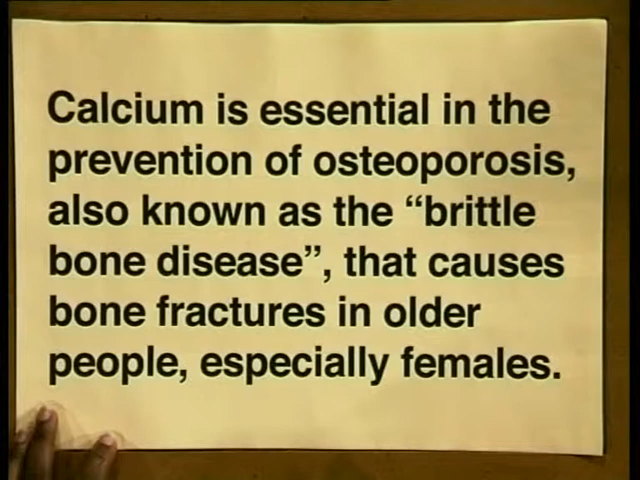 Calcium is essential in the
prevention of osteoporosis,
also known as the “brittle
bone disease”, that causes
bone fractures in older
people, especially females.